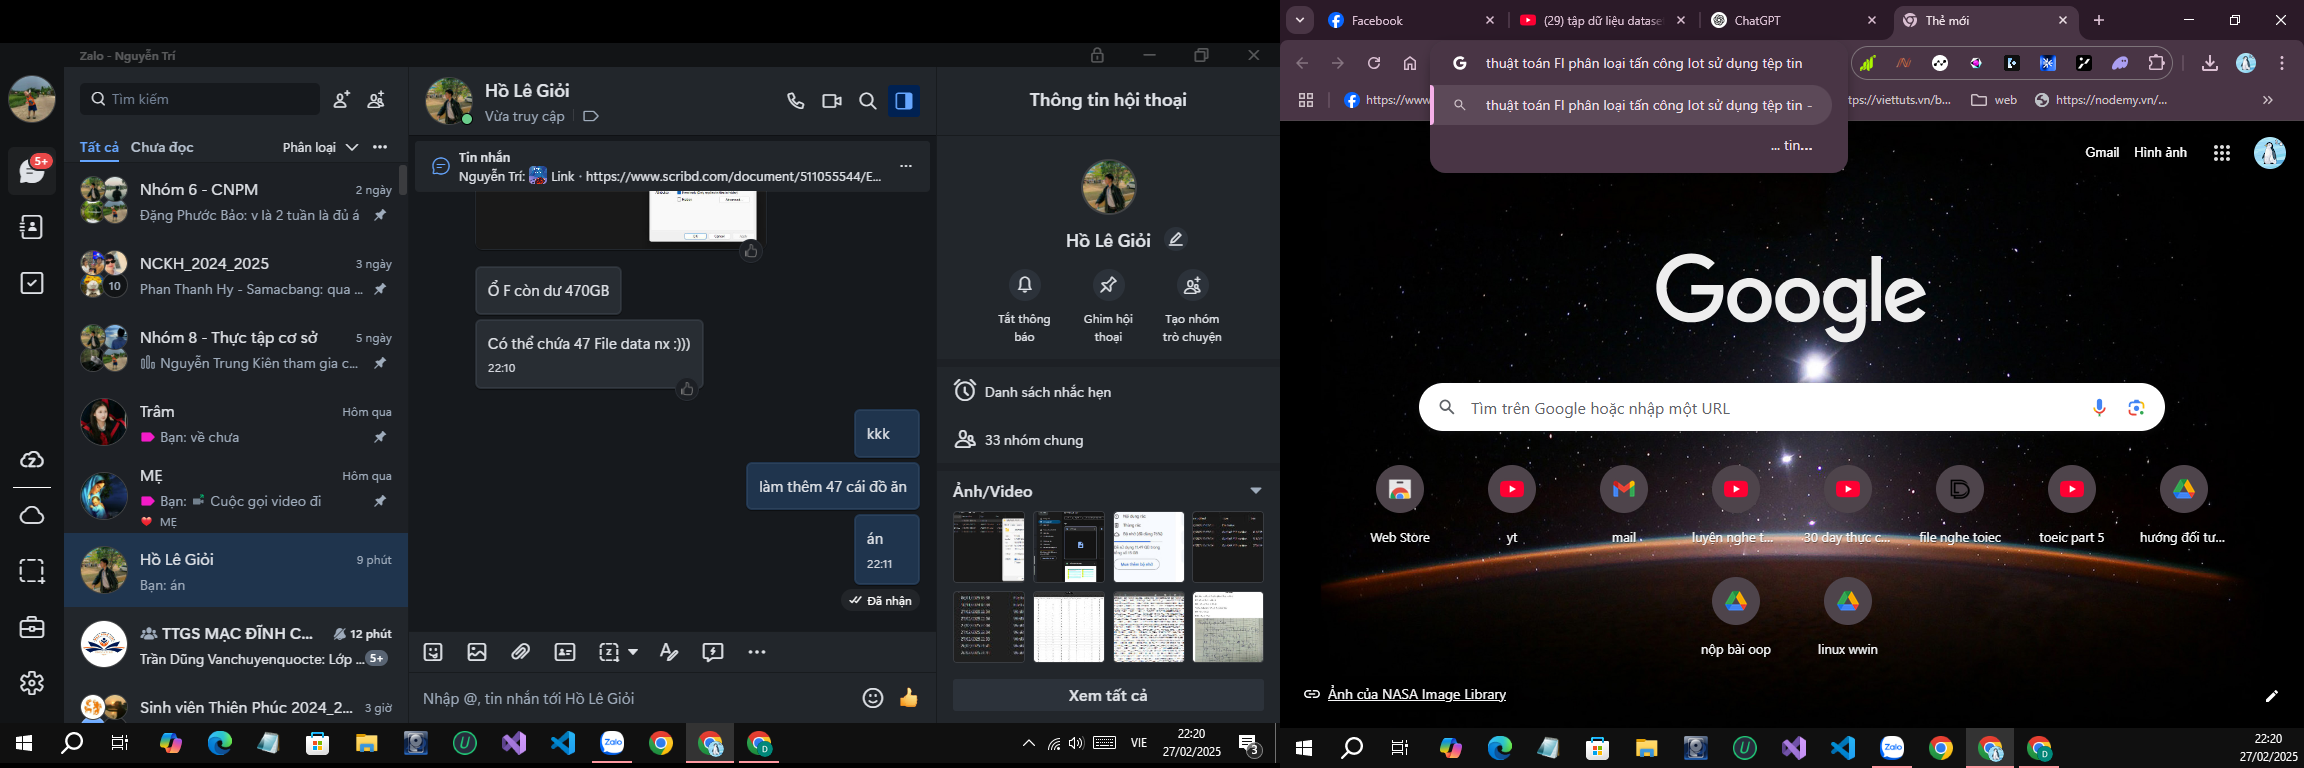 Zalo - Nguyễn Trí
Tìm kiếm
Tất cả
Chưa đọc
Phân loại
5+
Nhóm 6 - CNPM
2 ngày
Đặng Phước Bảo: v là 2 tuần là đủ á
NCKH_2024_2025
3 ngày
10
Phan Thanh Hy - Samacbang: qua ...
Nhóm 8 - Thực tập cơ sở
5 ngày
Nguyễn Trung Kiên tham gia c...
Trâm
Hôm qua
Bạn: về chưa
MẸ
Hôm qua
Bạn: Cuộc gọi video đi
MẸ
Hồ Lê Giỏi
9 phút
Bạn: án
TTGS MẠC ĐĨNH C...
12 phút
Trần Dũng Vanchuyenquocte: Lớp ...
5+
Sinh viên Thiên Phúc 2024_2...
3 giờ
Hồ Lê Giỏi
Vừa truy cập
Tin nhắn
Nguyễn Trí: Link · https://www.scribd.com/document/511055544/E...
Ổ F còn dư 470GB
Có thể chứa 47 File data nx :)))
22:10
kkk
làm thêm 47 cái đồ ăn
án
22:11
Đã nhận
Nhập @, tin nhắn tới Hồ Lê Giỏi
Thông tin hội thoại
Hồ Lê Giỏi
Tắt thông báo
Ghim hội thoại
Tạo nhóm trò chuyện
Danh sách nhắc hẹn
33 nhóm chung
Ảnh/Video
Xem tất cả
VIE
22:20
27/02/2025
3
Facebook
(29) tập dữ liệu datase
ChatGPT
Thẻ mới
thuật toán FI phân loại tấn công Iot sử dụng tệp tin
https://www
thuật toán FI phân loại tấn công Iot sử dụng tệp tin -
... tin...
tps://viettuts.vn/b...
web
https://nodemy.vn/...
Gmail
Hình ảnh
Google
Tìm trên Google hoặc nhập một URL
Web Store
yt
mail
luyện nghe t...
30 day thực c...
file nghe toiec
toeic part 5
hướng đối tư...
nộp bài oop
linux wwin
Ảnh của NASA Image Library
22:20
27/02/2025